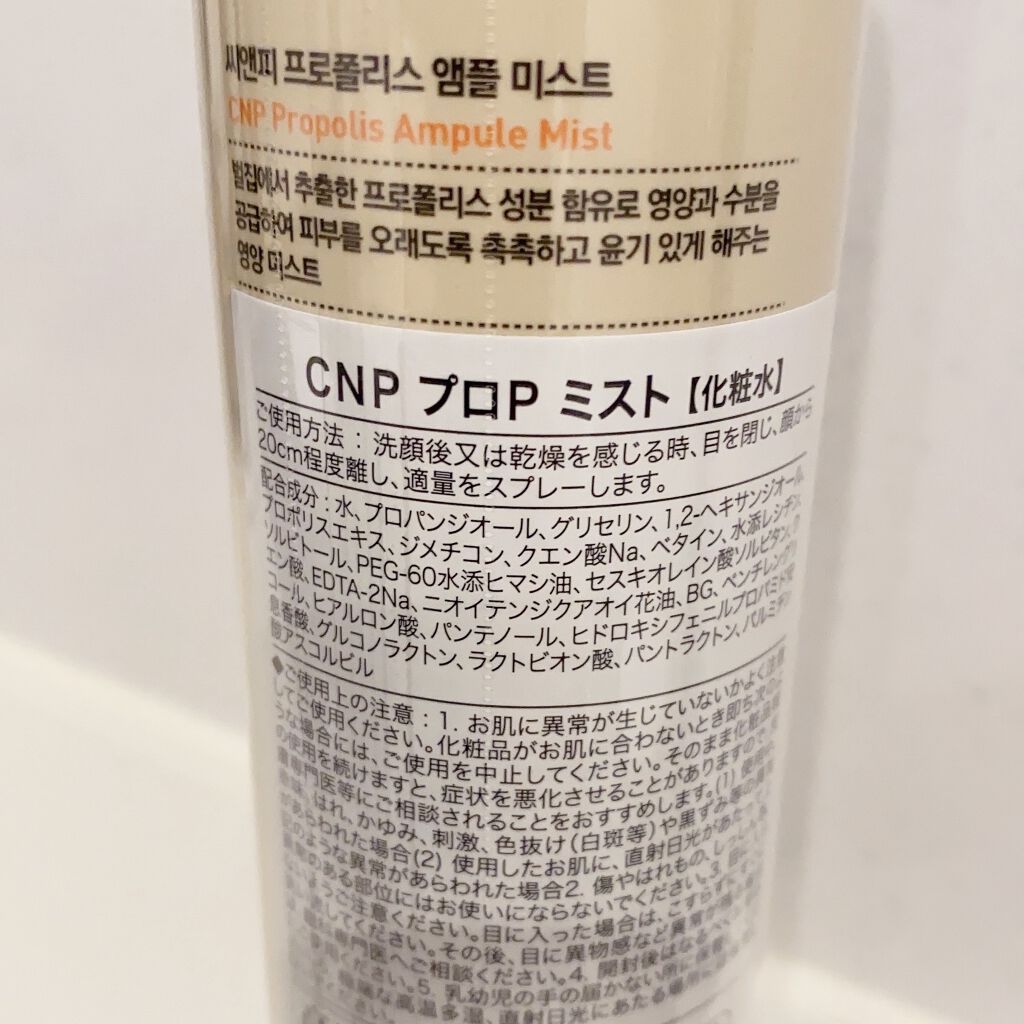 씨앤피 프로폴리스 앰플 미스트
CNP Propolis Ampule Mist
벌집에서 추출한 프로폴리스 성분 함유로 영양과 수분을
공급하여 피부를 오래도록 촉촉하고 윤기 있게 해주는
영양 미스트
CNP プロP ミスト【化粧水】
ご使用方法:洗顔後又は乾燥を感じる時、目を閉じ、顔から
20cm程度離し、適量をスプレーします。
配合成分:水、プロパンジオール、グリセリン、1,2-ヘキサンジオール、
プロポリスエキス、ジメチコン、クエン酸Na、ベタイン、水添レシチン、
ソルビトール、PEG-60水添ヒマシ油、セスキオレイン酸ソルビタン、ク
エン酸、EDTA-2Na、ニオイテンジクアオイ花油、BG、ペンチレングリ
コール、ヒアルロン酸、パンテノール、ヒドロキシフェニルプロパミド安
息香酸、グルコノラクトン、ラクトビオン酸、パントラクトン、パルミチン
酸アスコルビル
◆ご使用上の注意:1. お肌に異常が生じていないかよく注意
してご使用ください。化粧品がお肌に合わないとき即ち次のよ
うな場合には、ご使用を中止してください。そのまま化粧品
の使用を続けますと、症状を悪化させることがありますので、
専門医等にご相談されることをおすすめします。(1) 使用
はれ、かゆみ、刺激、色抜け(白斑等)や黒ずみ等の
があらわれた場合(2) 使用したお肌に、直射日光があたって
のような異常があらわれた場合2. 傷やはれもの、しっしん
のある部位にはお使いにならないでください。3. 目に
ようご注意ください。目に入った場合は、こすらず
してください。その後、目に異物感など異常が
専門医へご相談ください。4. 開封後はなるべく
ください。5. 乳幼児の手の届かない所に保管
高温多湿、直射日光にあたる場所